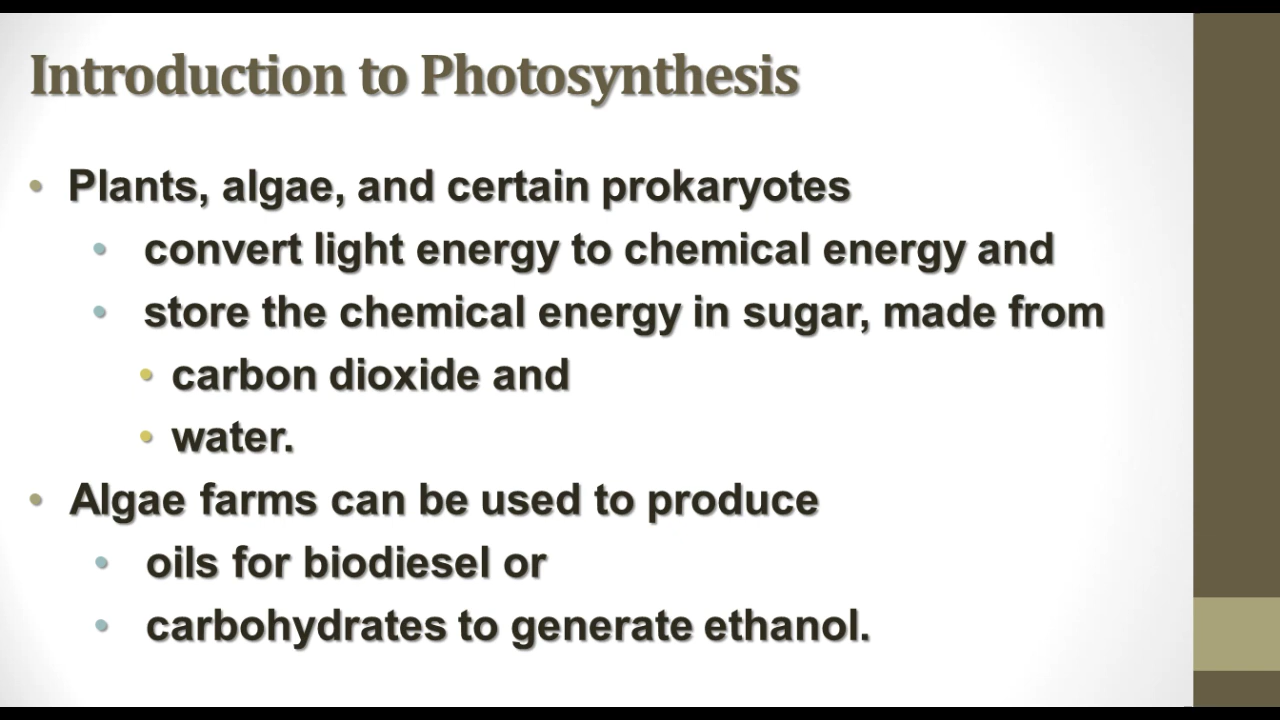 Introduction to Photosynthesis
• Plants, algae, and certain prokaryotes
• convert light energy to chemical energy and
• store the chemical energy in sugar, made from
• carbon dioxide and
• water.
• Algae farms can be used to produce
• oils for biodiesel or
• carbohydrates to generate ethanol.